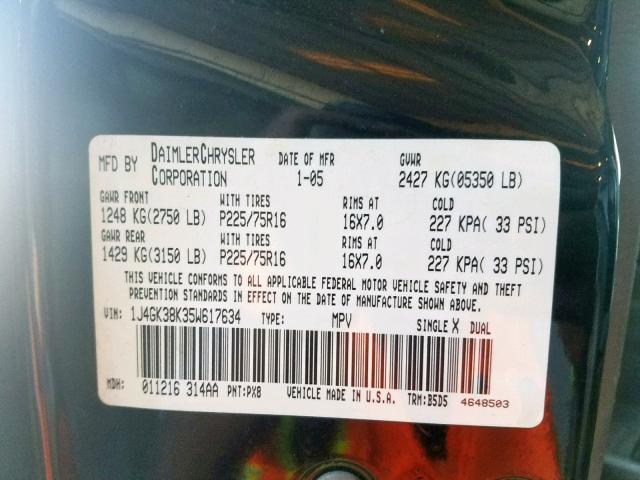 MFD BY DAIMLERCHRYSLER CORPORATION DATE OF MFR 1-05 GVWR 2427 KG(05350 LB)
GAWR FRONT WITH TIRES RIMS AT COLD
1248 KG(2750 LB) P225/75R16 16X7.0 227 KPA( 33 PSI)
GAWR REAR WITH TIRES RIMS AT COLD
1429 KG(3150 LB) P225/75R16 16X7.0 227 KPA( 33 PSI)
THIS VEHICLE CONFORMS TO ALL APPLICABLE FEDERAL MOTOR VEHICLE SAFETY AND THEFT
PREVENTION STANDARDS IN EFFECT ON THE DATE OF MANUFACTURE SHOWN ABOVE.
VIN: 1J4GK38K35W617634 TYPE: MPV SINGLE X DUAL
MDH: 011216 314AA PNT:PX8 VEHICLE MADE IN U.S.A. TRM:B5D5 4648503